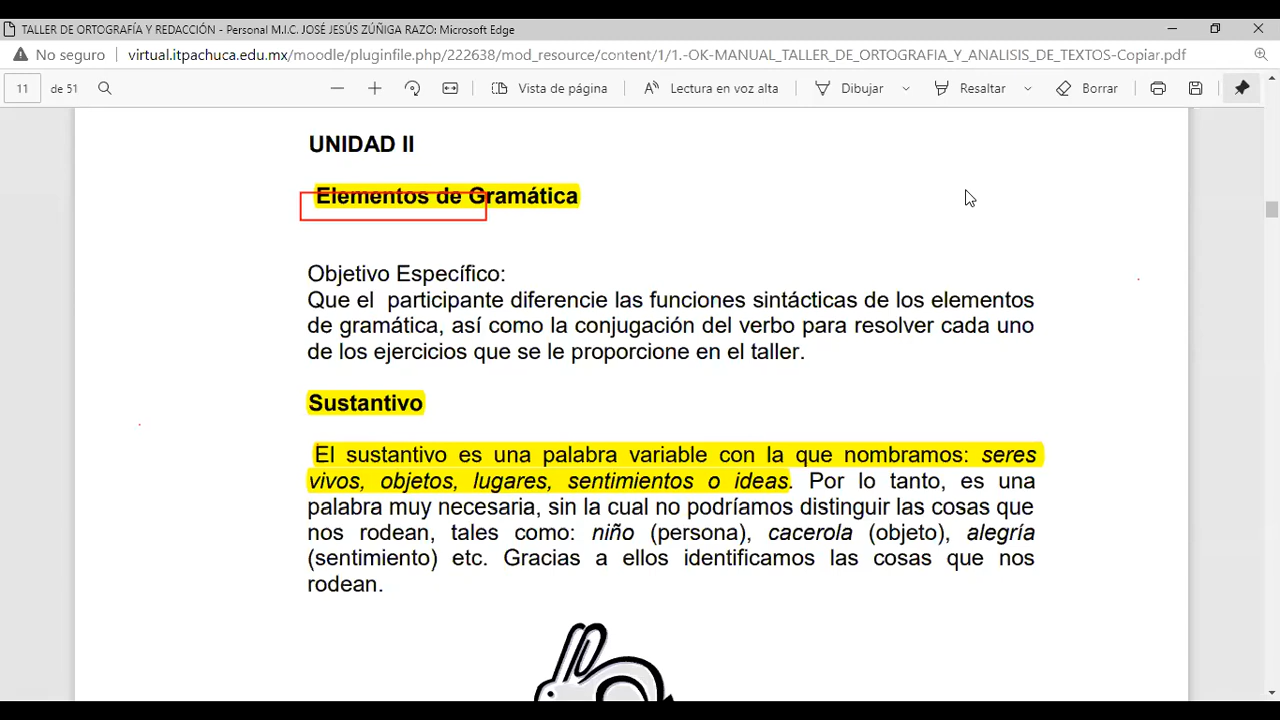 TALLER DE ORTOGRAFÍA Y REDACCIÓN - Personal M.I.C. JOSÉ JESÚS ZÚÑIGA RAZO: Microsoft Edge
No seguro virtual.itpachuca.edu.mx/moodle/pluginfile.php/222638/mod_resource/content/1/1.-OK-MANUAL_TALLER_DE_ORTOGRAFIA_Y_ANALISIS_DE_TEXTOS-Copiar.pdf
11 de 51 Vista de página Lectura en voz alta Dibujar Resaltar Borrar
UNIDAD II
Elementos de Gramática
Objetivo Específico:
Que el participante diferencie las funciones sintácticas de los elementos
de gramática, así como la conjugación del verbo para resolver cada uno
de los ejercicios que se le proporcione en el taller.
Sustantivo
El sustantivo es una palabra variable con la que nombramos: seres
vivos, objetos, lugares, sentimientos o ideas. Por lo tanto, es una
palabra muy necesaria, sin la cual no podríamos distinguir las cosas que
nos rodean, tales como: niño (persona), cacerola (objeto), alegría
(sentimiento) etc. Gracias a ellos identificamos las cosas que nos
rodean.